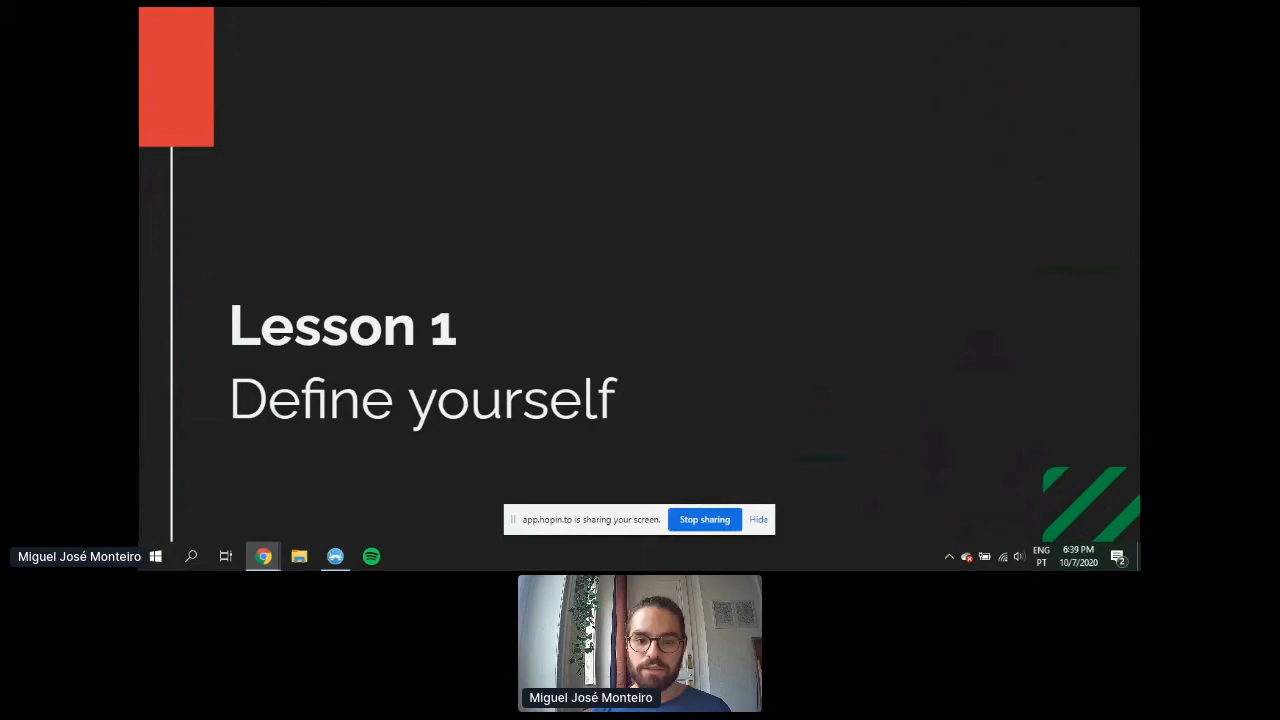 Lesson 1
Define yourself
app.hopin.to is sharing your screen.
Stop sharing
Hide
Miguel José Monteiro
ENG
PT
6:39 PM
10/7/2020
2
Miguel José Monteiro